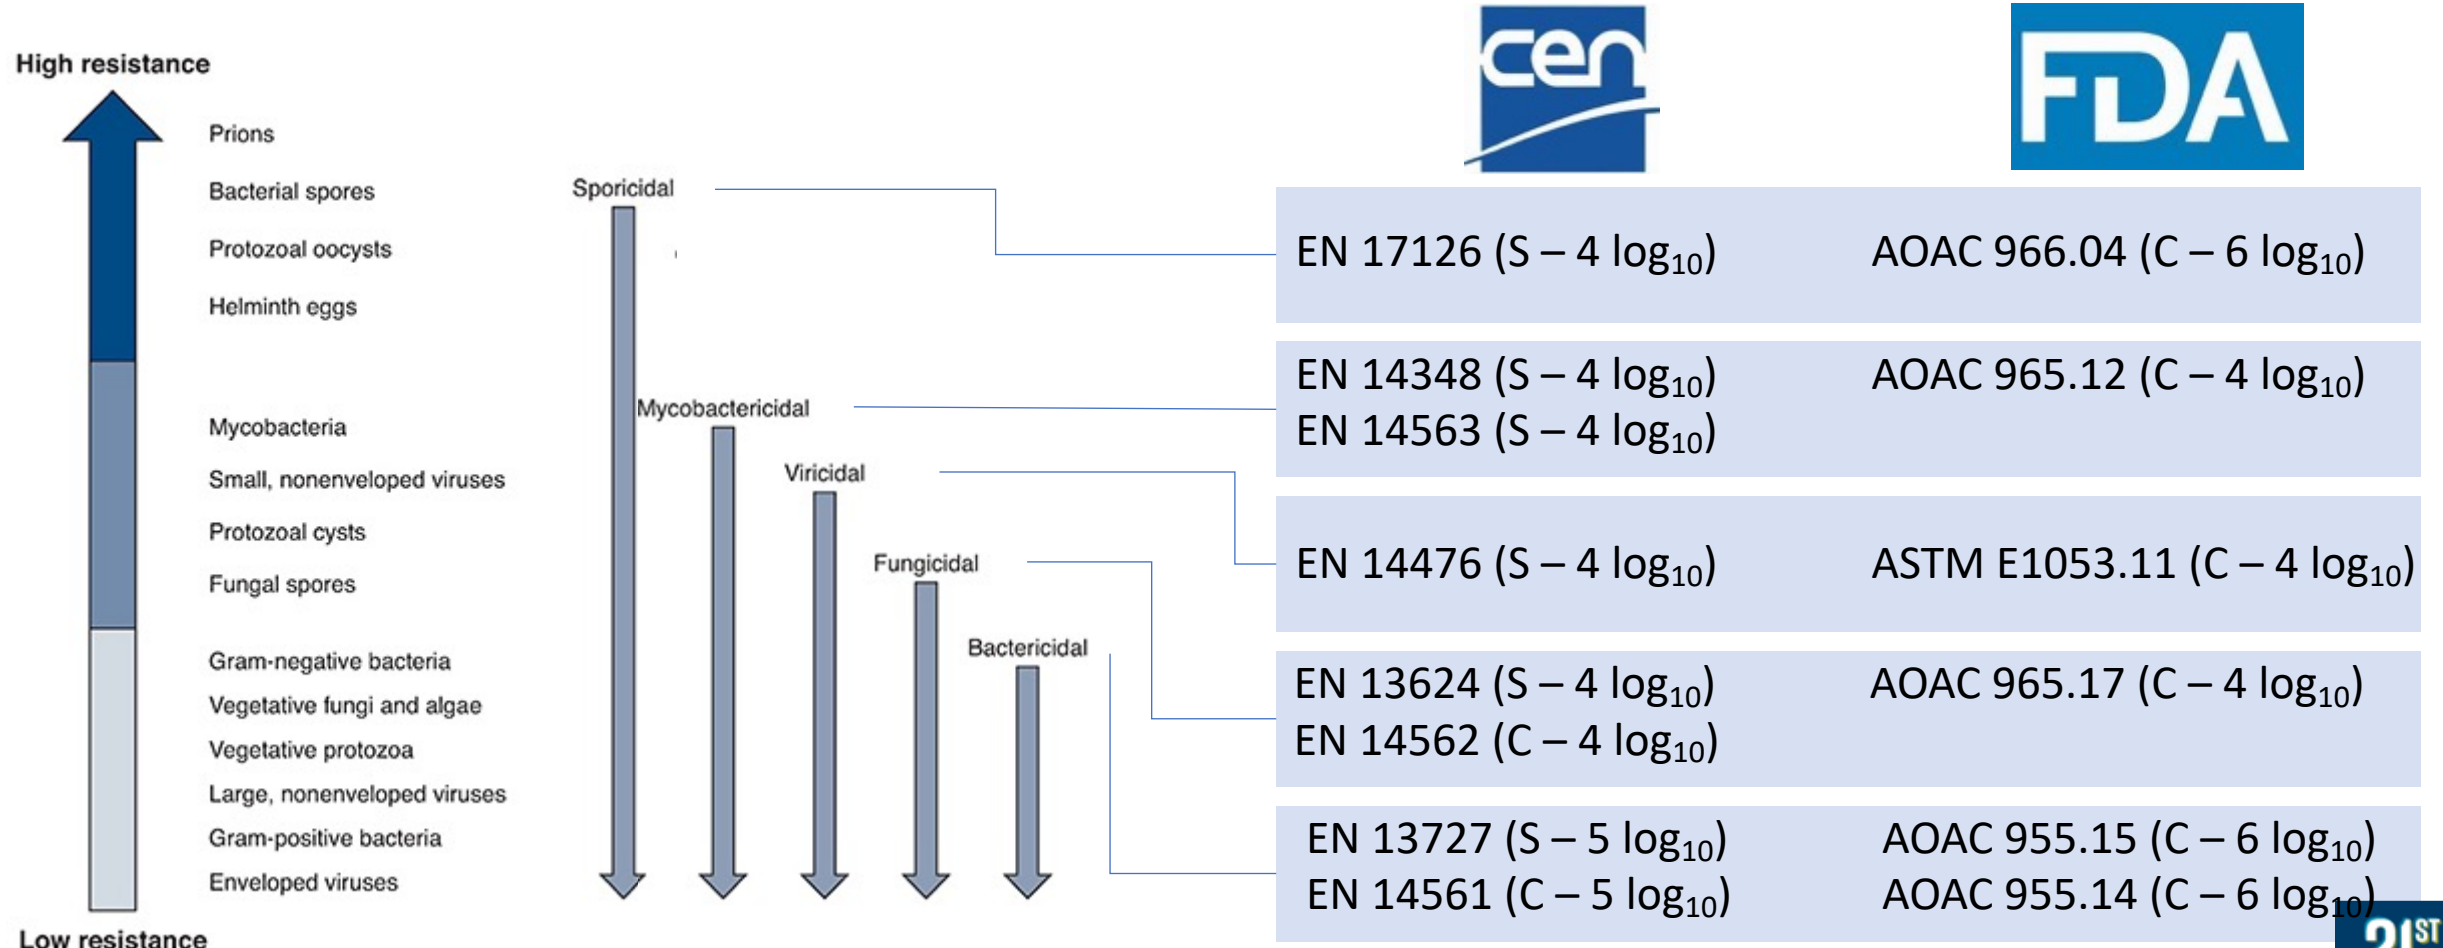 cen
FDA
High resistance
Prions
Bacterial spores
Protozoal oocysts
Helminth eggs
Mycobacteria
Small, nonenveloped viruses
Protozoal cysts
Fungal spores
Gram-negative bacteria
Vegetative fungi and algae
Vegetative protozoa
Large, nonenveloped viruses
Gram-positive bacteria
Enveloped viruses
Low resistance
Sporicidal
Mycobactericidal
Viricidal
Fungicidal
Bactericidal
EN 17126 (S – 4 log₁₀) AOAC 966.04 (C – 6 log₁₀)
EN 14348 (S – 4 log₁₀) AOAC 965.12 (C – 4 log₁₀)
EN 14563 (S – 4 log₁₀)
EN 14476 (S – 4 log₁₀) ASTM E1053.11 (C – 4 log₁₀)
EN 13624 (S – 4 log₁₀) AOAC 965.17 (C – 4 log₁₀)
EN 14562 (C – 4 log₁₀)
EN 13727 (S – 5 log₁₀) AOAC 955.15 (C – 6 log₁₀)
EN 14561 (C – 5 log₁₀) AOAC 955.14 (C – 6 log₁₀)
21ST